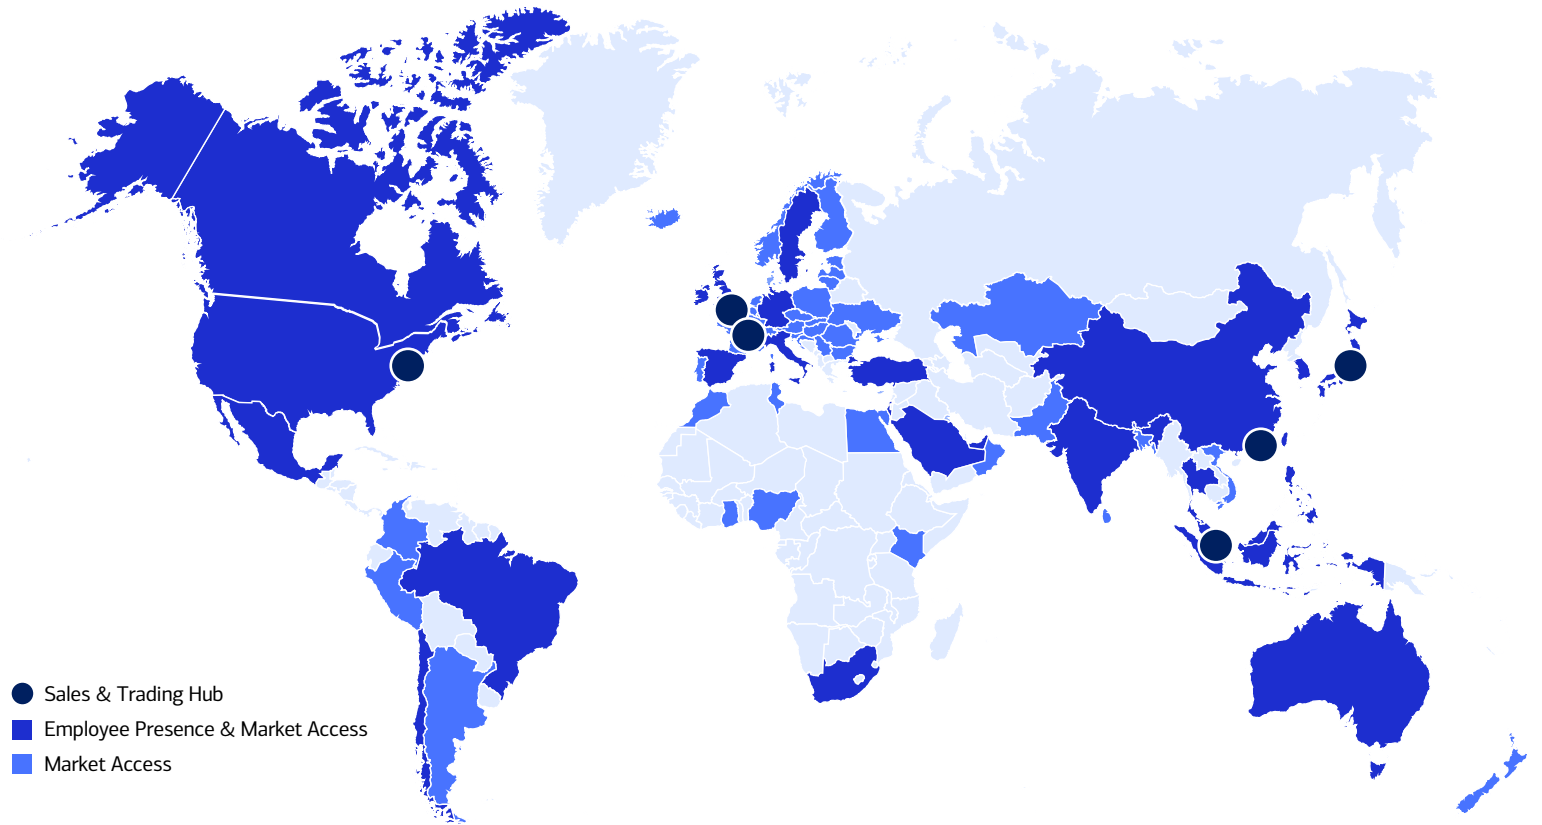 Sales & Trading Hub
Employee Presence & Market Access
Market Access